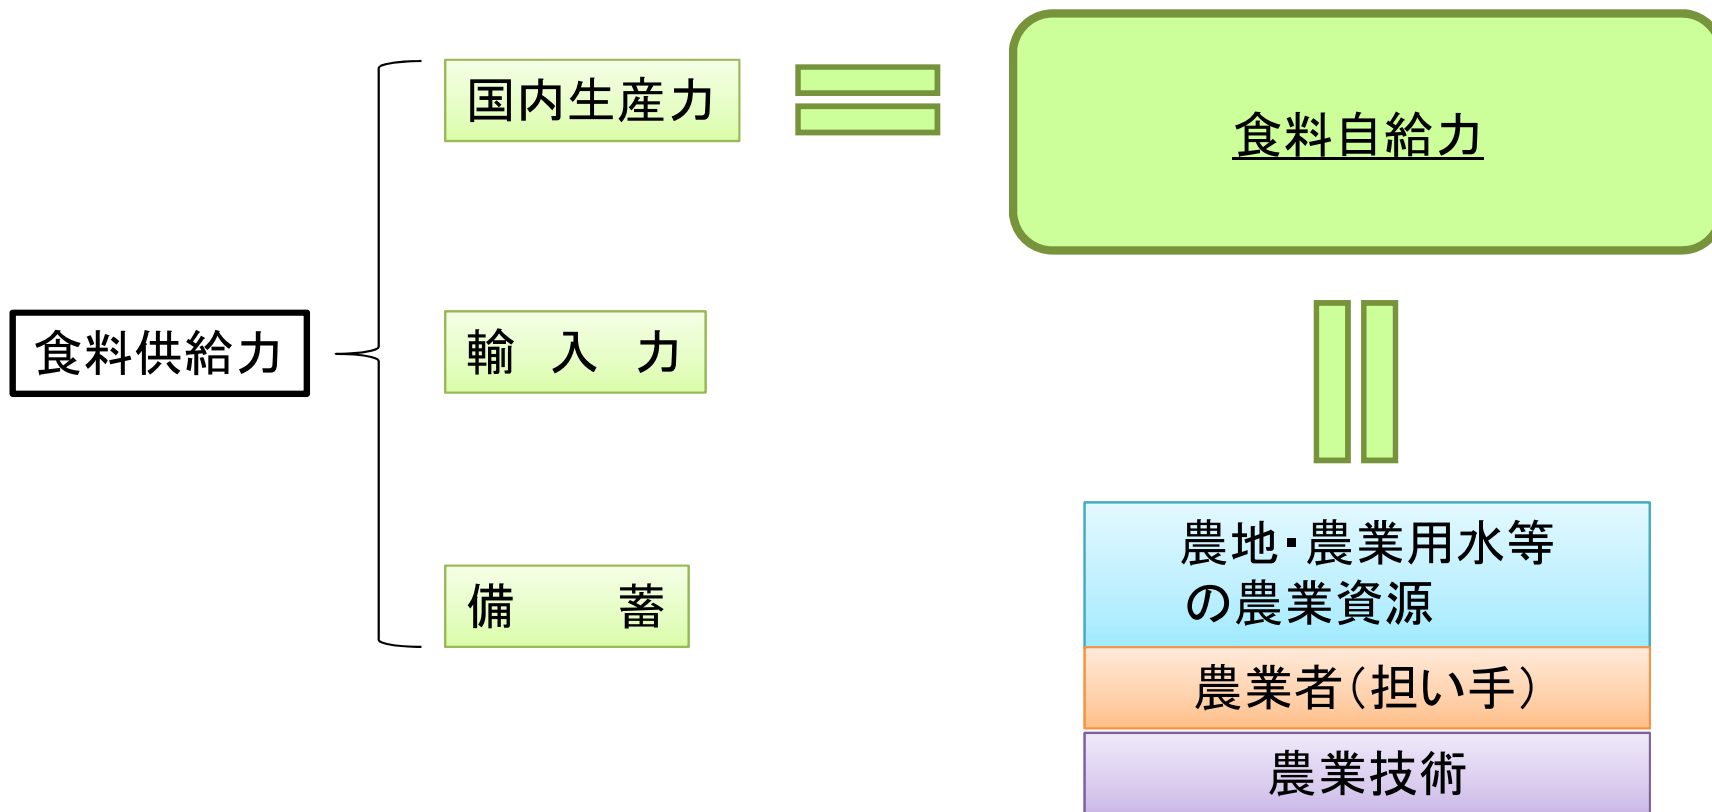 国内生産力
食料自給力
食料供給力
輸　入　力
備　　蓄
農地・農業用水等
の農業資源
農業者（担い手）
農業技術